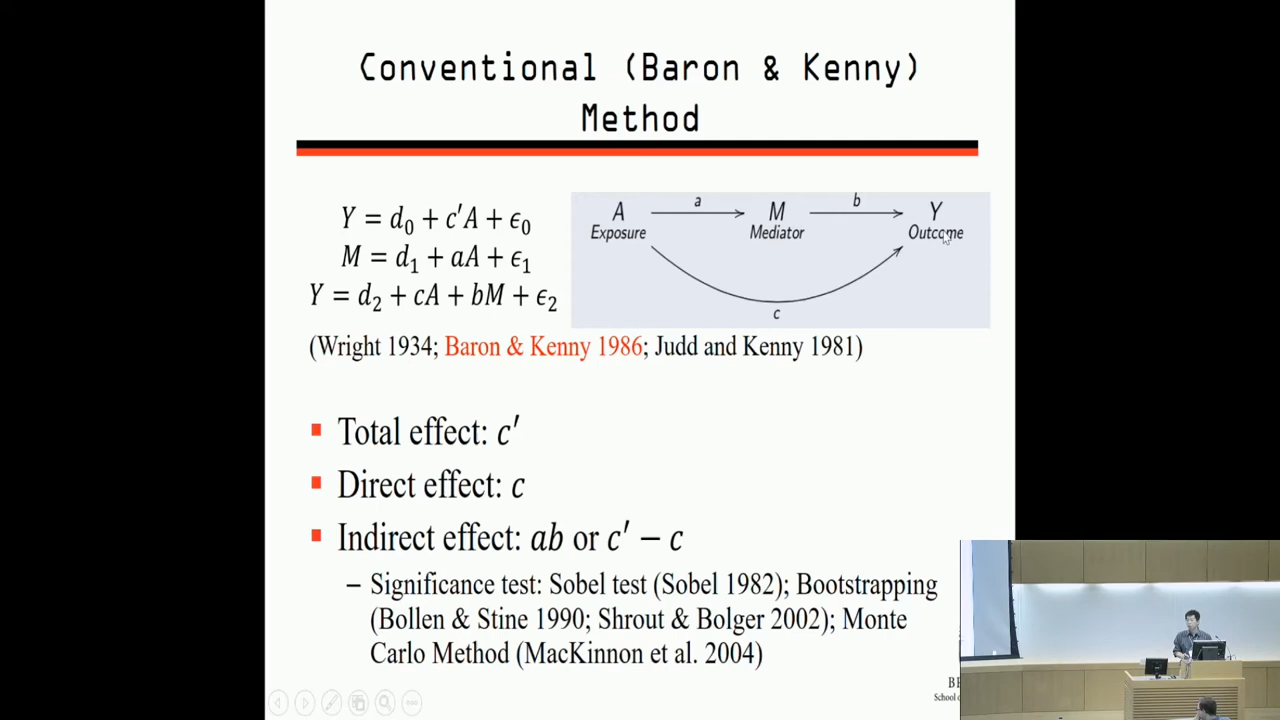 Conventional (Baron & Kenny)
Method
Y = d₀ + c′A + ϵ₀
M = d₁ + aA + ϵ₁
Y = d₂ + cA + bM + ϵ₂
a
b
A
M
Y
Exposure
Mediator
Outcome
c
(Wright 1934; Baron & Kenny 1986; Judd and Kenny 1981)
Total effect: c′
Direct effect: c
Indirect effect: ab or c′ − c
– Significance test: Sobel test (Sobel 1982); Bootstrapping
(Bollen & Stine 1990; Shrout & Bolger 2002); Monte
Carlo Method (MacKinnon et al. 2004)
School